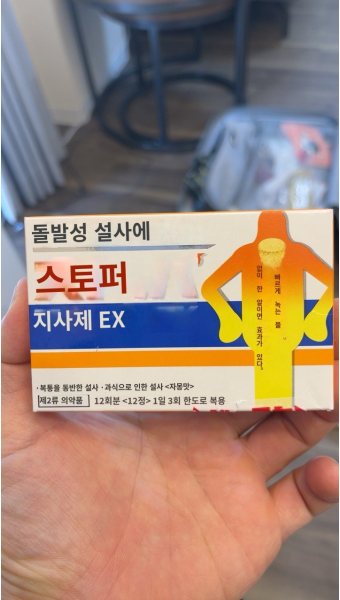 돌발성 설사에
스토퍼
지사제 EX
빠르게 녹는 물
없이 한 알이면 효과가 있다.
·복통을 동반한 설사 ·과식으로 인한 설사 <자몽맛>
제2류 의약품 12회분 <12정> 1일 3회 한도로 복용